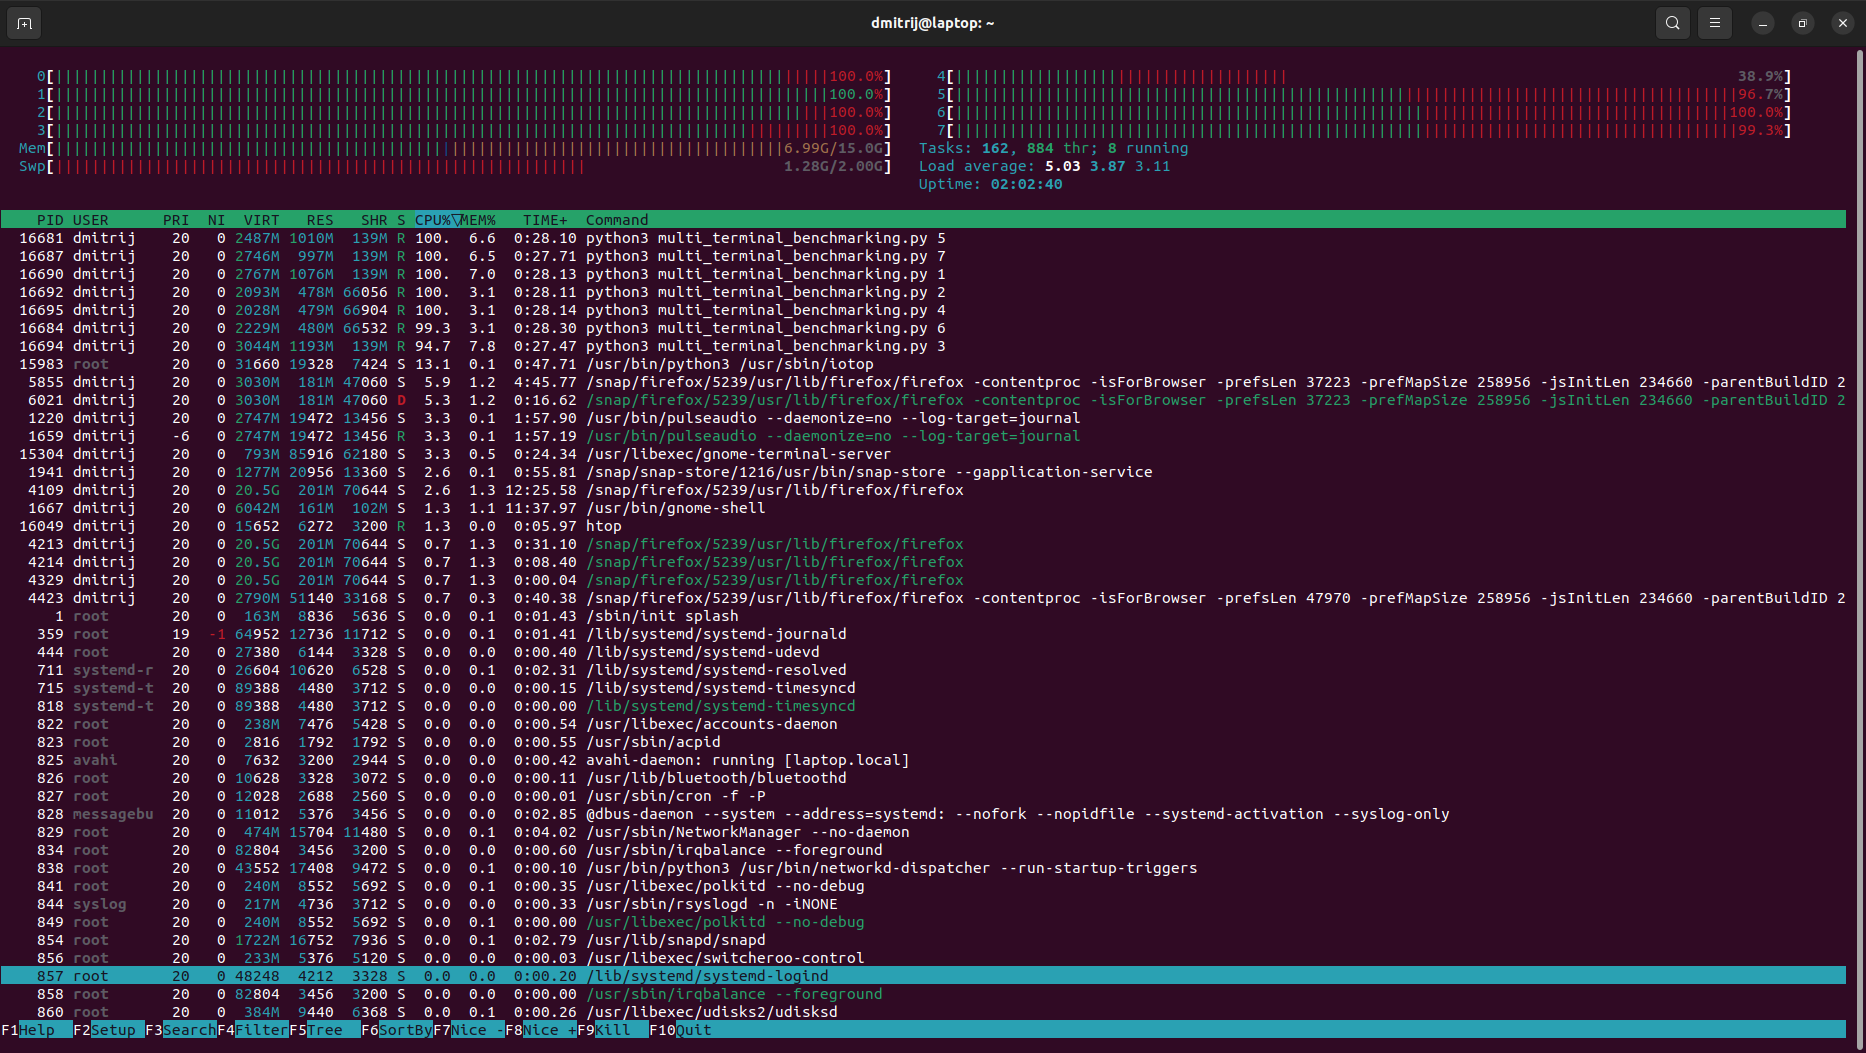 dmitrij@laptop: ~
0[100.0%] 4[38.9%]
1[100.0%] 5[96.7%]
2[100.0%] 6[100.0%]
3[100.0%] 7[99.3%]
Mem[6.99G/15.0G] Tasks: 162, 884 thr; 8 running
Swp[1.28G/2.00G] Load average: 5.03 3.87 3.11
Uptime: 02:02:40
PID USER PRI NI VIRT RES SHR S CPU%▽MEM% TIME+ Command
16681 dmitrij 20 0 2487M 1010M 139M R 100. 6.6 0:28.10 python3 multi_terminal_benchmarking.py 5
16687 dmitrij 20 0 2746M 997M 139M R 100. 6.5 0:27.71 python3 multi_terminal_benchmarking.py 7
16690 dmitrij 20 0 2767M 1076M 139M R 100. 7.0 0:28.13 python3 multi_terminal_benchmarking.py 1
16692 dmitrij 20 0 2093M 478M 66056 R 100. 3.1 0:28.11 python3 multi_terminal_benchmarking.py 2
16695 dmitrij 20 0 2028M 479M 66904 R 100. 3.1 0:28.14 python3 multi_terminal_benchmarking.py 4
16684 dmitrij 20 0 2229M 480M 66532 R 99.3 3.1 0:28.30 python3 multi_terminal_benchmarking.py 6
16694 dmitrij 20 0 3044M 1193M 139M R 94.7 7.8 0:27.47 python3 multi_terminal_benchmarking.py 3
15983 root 20 0 31660 19328 7424 S 13.1 0.1 0:47.71 /usr/bin/python3 /usr/sbin/iotop
5855 dmitrij 20 0 3030M 181M 47060 S 5.9 1.2 4:45.77 /snap/firefox/5239/usr/lib/firefox/firefox -contentproc -isForBrowser -prefsLen 37223 -prefMapSize 258956 -jsInitLen 234660 -parentBuildID 2
6021 dmitrij 20 0 3030M 181M 47060 D 5.3 1.2 0:16.62 /snap/firefox/5239/usr/lib/firefox/firefox -contentproc -isForBrowser -prefsLen 37223 -prefMapSize 258956 -jsInitLen 234660 -parentBuildID 2
1220 dmitrij 20 0 2747M 19472 13456 S 3.3 0.1 1:57.90 /usr/bin/pulseaudio --daemonize=no --log-target=journal
1659 dmitrij -6 0 2747M 19472 13456 R 3.3 0.1 1:57.19 /usr/bin/pulseaudio --daemonize=no --log-target=journal
15304 dmitrij 20 0 793M 85916 62180 S 3.3 0.5 0:24.34 /usr/libexec/gnome-terminal-server
1941 dmitrij 20 0 1277M 20956 13360 S 2.6 0.1 0:55.81 /snap/snap-store/1216/usr/bin/snap-store --gapplication-service
4109 dmitrij 20 0 20.5G 201M 70644 S 2.6 1.3 12:25.58 /snap/firefox/5239/usr/lib/firefox/firefox
1667 dmitrij 20 0 6042M 161M 102M S 1.3 1.1 11:37.97 /usr/bin/gnome-shell
16049 dmitrij 20 0 15652 6272 3200 R 1.3 0.0 0:05.97 htop
4213 dmitrij 20 0 20.5G 201M 70644 S 0.7 1.3 0:31.10 /snap/firefox/5239/usr/lib/firefox/firefox
4214 dmitrij 20 0 20.5G 201M 70644 S 0.7 1.3 0:08.40 /snap/firefox/5239/usr/lib/firefox/firefox
4329 dmitrij 20 0 20.5G 201M 70644 S 0.7 1.3 0:00.04 /snap/firefox/5239/usr/lib/firefox/firefox
4423 dmitrij 20 0 2790M 51140 33168 S 0.7 0.3 0:40.38 /snap/firefox/5239/usr/lib/firefox/firefox -contentproc -isForBrowser -prefsLen 47970 -prefMapSize 258956 -jsInitLen 234660 -parentBuildID 2
1 root 20 0 163M 8836 5636 S 0.0 0.1 0:01.43 /sbin/init splash
359 root 19 -1 64952 12736 11712 S 0.0 0.1 0:01.41 /lib/systemd/systemd-journald
444 root 20 0 27380 6144 3328 S 0.0 0.0 0:00.40 /lib/systemd/systemd-udevd
711 systemd-r 20 0 26604 10620 6528 S 0.0 0.1 0:02.31 /lib/systemd/systemd-resolved
715 systemd-t 20 0 89388 4480 3712 S 0.0 0.0 0:00.15 /lib/systemd/systemd-timesyncd
818 systemd-t 20 0 89388 4480 3712 S 0.0 0.0 0:00.00 /lib/systemd/systemd-timesyncd
822 root 20 0 238M 7476 5428 S 0.0 0.0 0:00.54 /usr/libexec/accounts-daemon
823 root 20 0 2816 1792 1792 S 0.0 0.0 0:00.55 /usr/sbin/acpid
825 avahi 20 0 7632 3200 2944 S 0.0 0.0 0:00.42 avahi-daemon: running [laptop.local]
826 root 20 0 10628 3328 3072 S 0.0 0.0 0:00.11 /usr/lib/bluetooth/bluetoothd
827 root 20 0 12028 2688 2560 S 0.0 0.0 0:00.01 /usr/sbin/cron -f -P
828 messagebu 20 0 11012 5376 3456 S 0.0 0.0 0:02.85 @dbus-daemon --system --address=systemd: --nofork --nopidfile --systemd-activation --syslog-only
829 root 20 0 474M 15704 11480 S 0.0 0.1 0:04.02 /usr/sbin/NetworkManager --no-daemon
834 root 20 0 82804 3456 3200 S 0.0 0.0 0:00.60 /usr/sbin/irqbalance --foreground
838 root 20 0 43552 17408 9472 S 0.0 0.1 0:00.10 /usr/bin/python3 /usr/bin/networkd-dispatcher --run-startup-triggers
841 root 20 0 240M 8552 5692 S 0.0 0.1 0:00.35 /usr/libexec/polkitd --no-debug
844 syslog 20 0 217M 4736 3712 S 0.0 0.0 0:00.33 /usr/sbin/rsyslogd -n -iNONE
849 root 20 0 240M 8552 5692 S 0.0 0.1 0:00.00 /usr/libexec/polkitd --no-debug
854 root 20 0 1722M 16752 7936 S 0.0 0.1 0:02.79 /usr/lib/snapd/snapd
856 root 20 0 233M 5376 5120 S 0.0 0.0 0:00.03 /usr/libexec/switcheroo-control
857 root 20 0 48248 4212 3328 S 0.0 0.0 0:00.20 /lib/systemd/systemd-logind
858 root 20 0 82804 3456 3200 S 0.0 0.0 0:00.00 /usr/sbin/irqbalance --foreground
860 root 20 0 384M 9440 6368 S 0.0 0.1 0:00.26 /usr/libexec/udisks2/udisksd
F1Help F2Setup F3SearchF4FilterF5Tree F6SortByF7Nice -F8Nice +F9Kill F10Quit